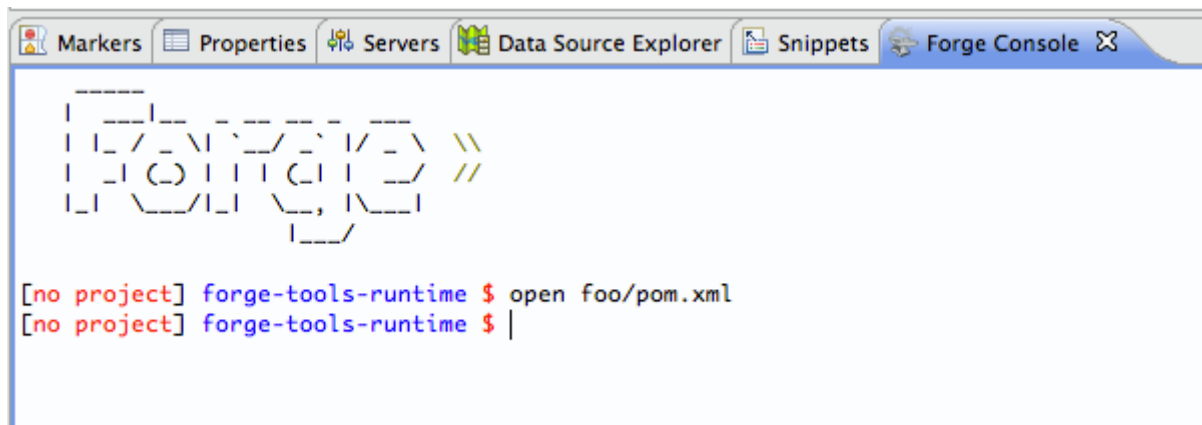 Markers Properties Servers Data Source Explorer Snippets Forge Console
Forge
[no project] forge-tools-runtime $ open foo/pom.xml
[no project] forge-tools-runtime $